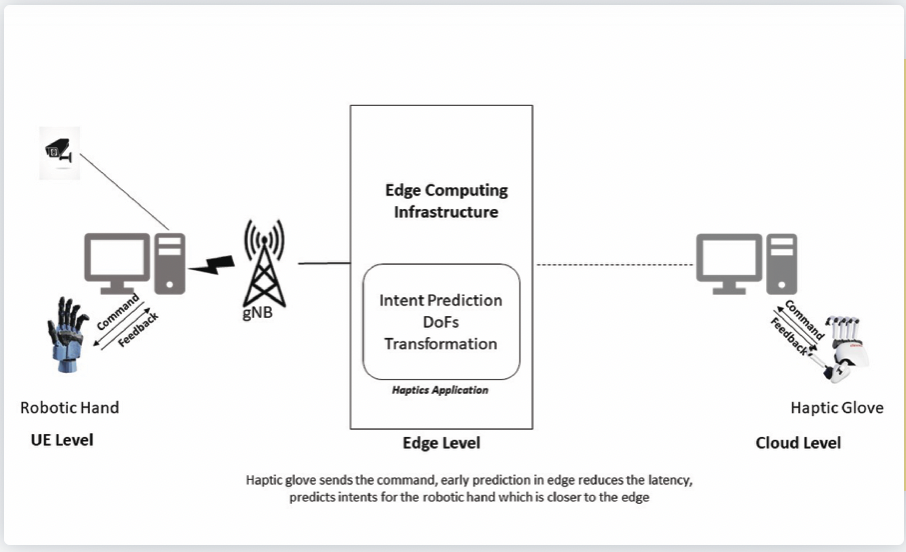 Edge Computing
Infrastructure
Intent Prediction
DoFs
Transformation
Haptics Application
gNB
Command
Feedback
Command
Feedback
Robotic Hand
UE Level
Edge Level
Haptic Glove
Cloud Level
Haptic glove sends the command, early prediction in edge reduces the latency,
predicts intents for the robotic hand which is closer to the edge